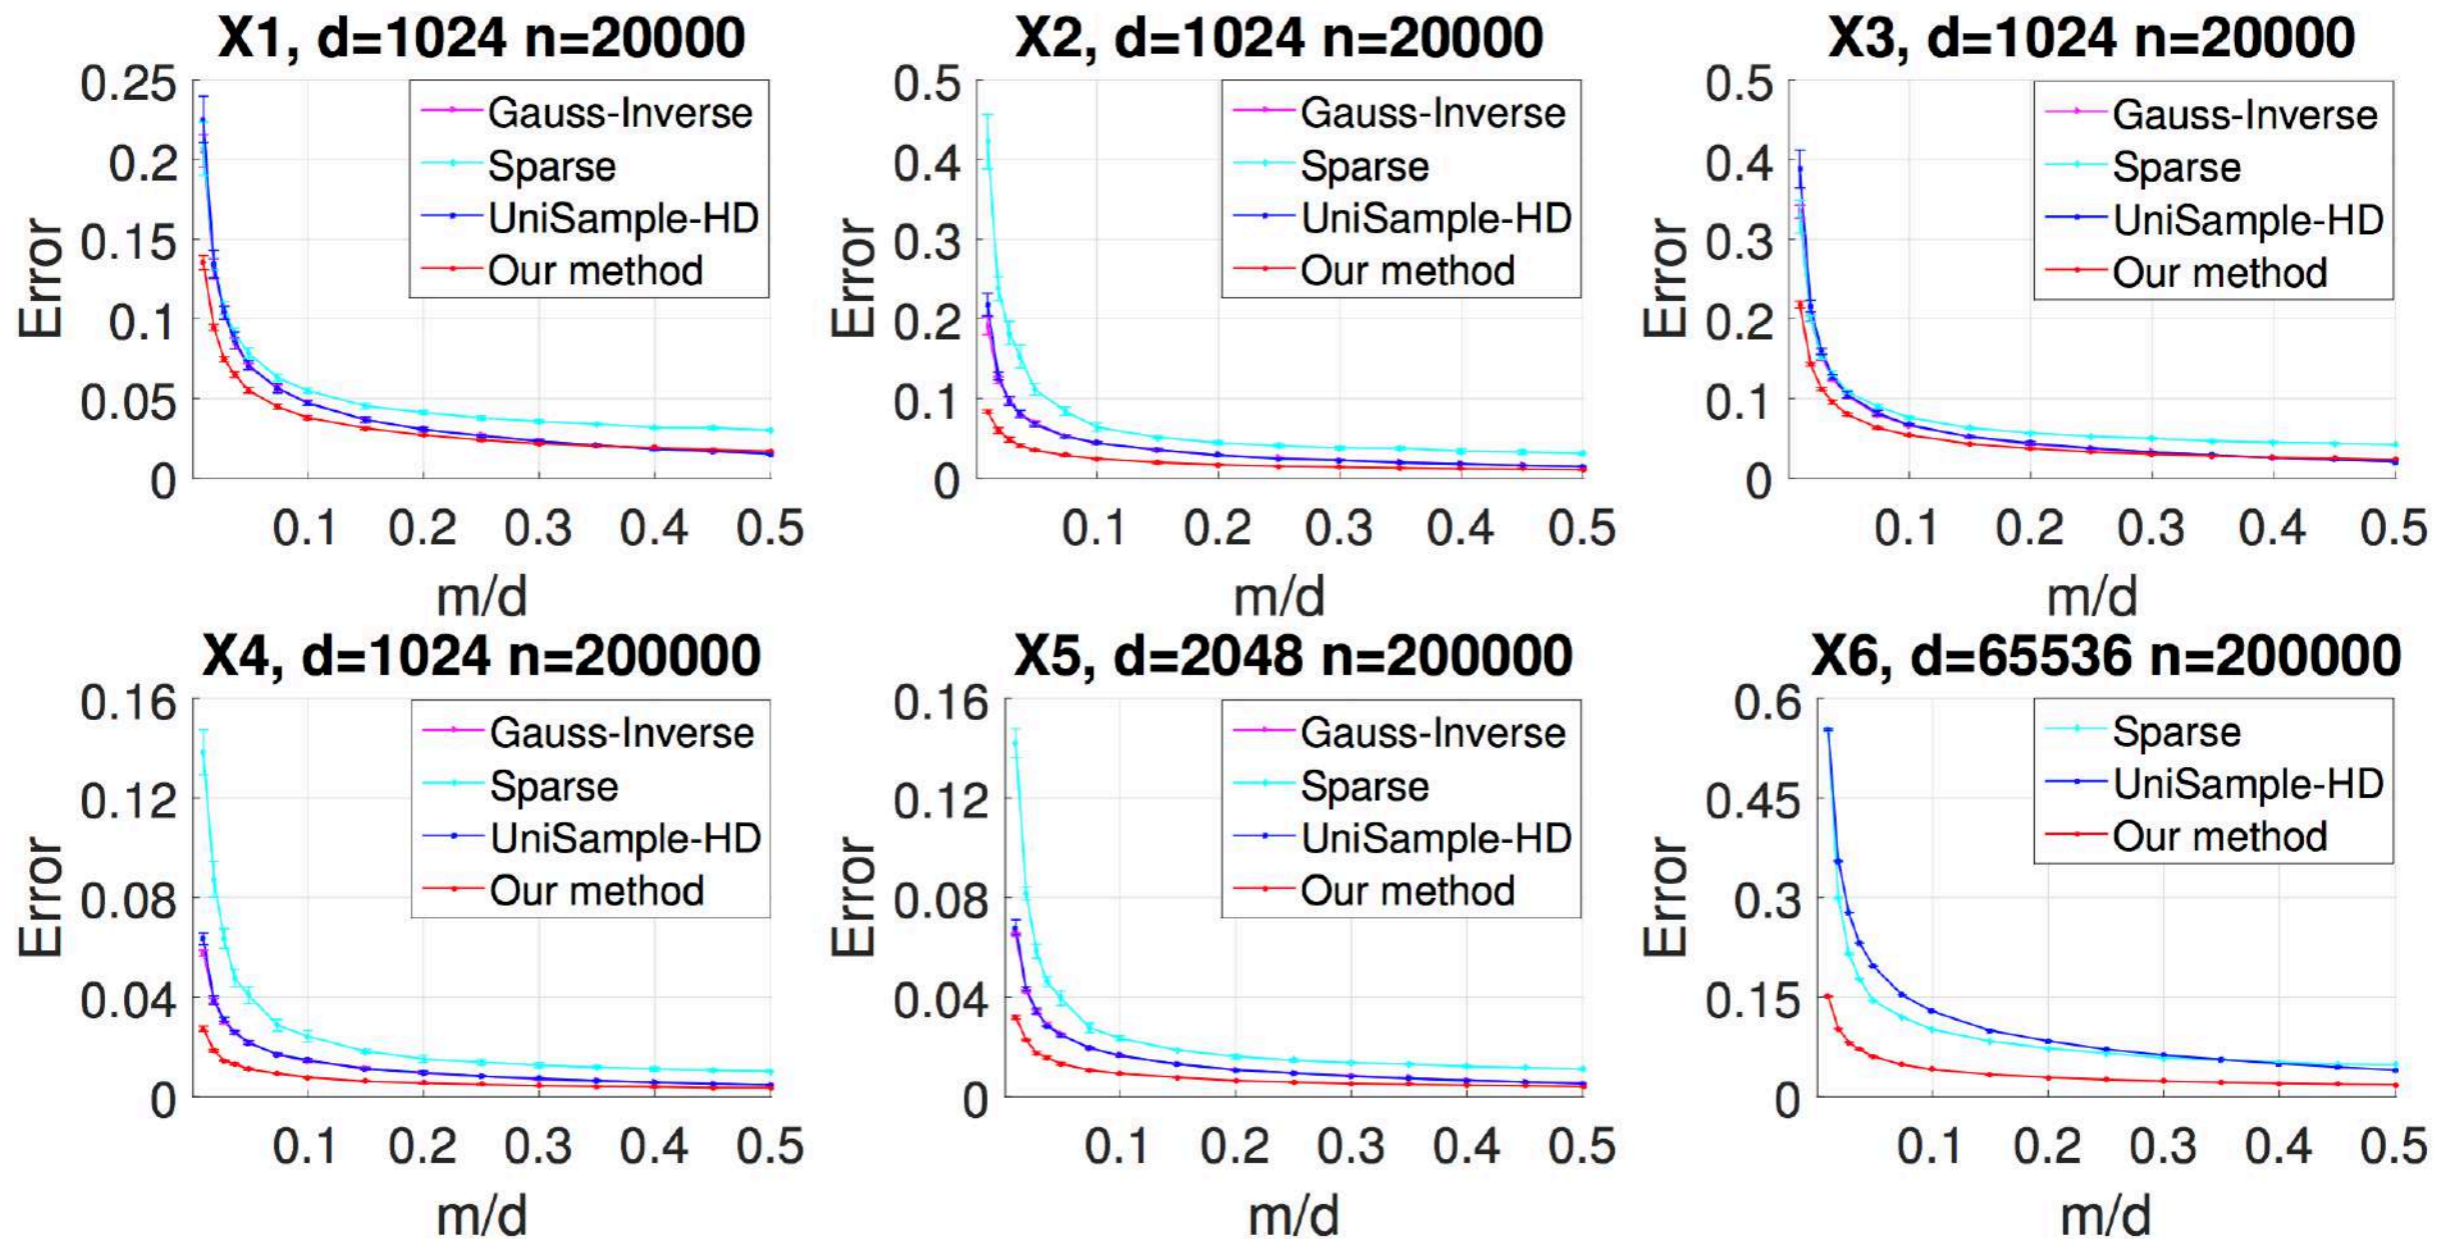 X1, d=1024 n=20000
0.25
0.2
0.15
0.1
0.05
0
Error
Gauss-Inverse
Sparse
UniSample-HD
Our method
0.1 0.2 0.3 0.4 0.5
m/d
X2, d=1024 n=20000
0.5
0.4
0.3
0.2
0.1
0
Error
Gauss-Inverse
Sparse
UniSample-HD
Our method
0.1 0.2 0.3 0.4 0.5
m/d
X3, d=1024 n=20000
0.5
0.4
0.3
0.2
0.1
0
Error
Gauss-Inverse
Sparse
UniSample-HD
Our method
0.1 0.2 0.3 0.4 0.5
m/d
X4, d=1024 n=200000
0.16
0.12
0.08
0.04
0
Error
Gauss-Inverse
Sparse
UniSample-HD
Our method
0.1 0.2 0.3 0.4 0.5
m/d
X5, d=2048 n=200000
0.16
0.12
0.08
0.04
0
Error
Gauss-Inverse
Sparse
UniSample-HD
Our method
0.1 0.2 0.3 0.4 0.5
m/d
X6, d=65536 n=200000
0.6
0.45
0.3
0.15
0
Error
Sparse
UniSample-HD
Our method
0.1 0.2 0.3 0.4 0.5
m/d